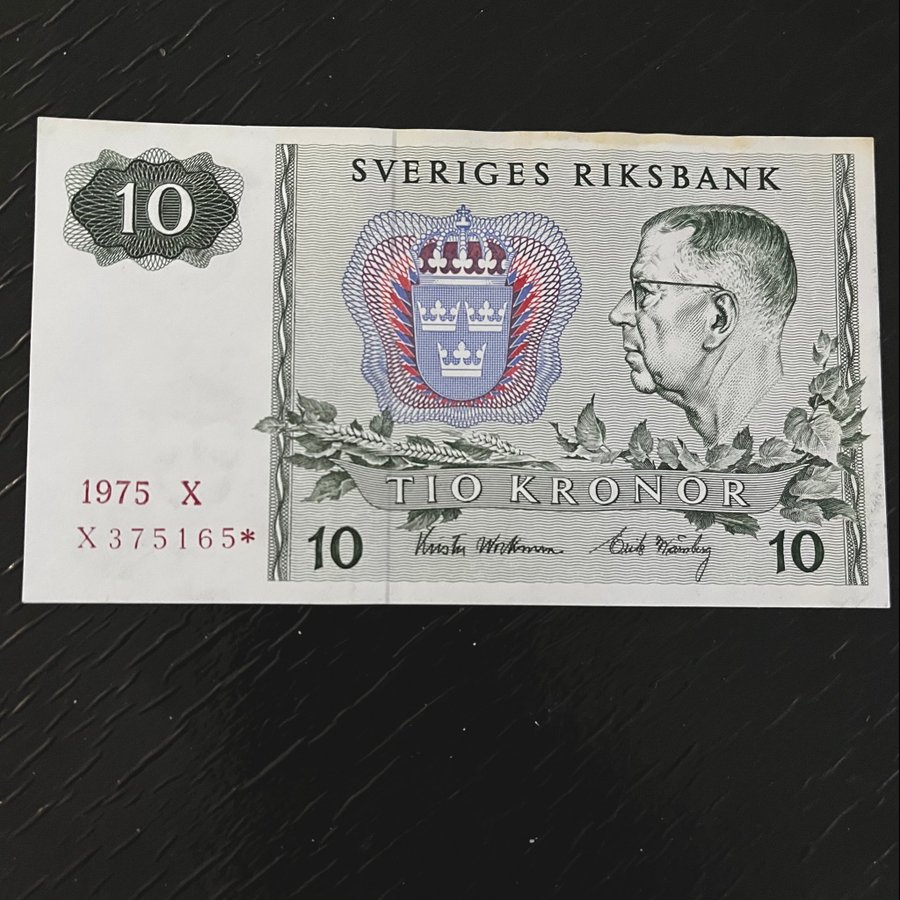 10
SVERIGES RIKSBANK
1975 X
X375165*
TIO KRONOR
10
10